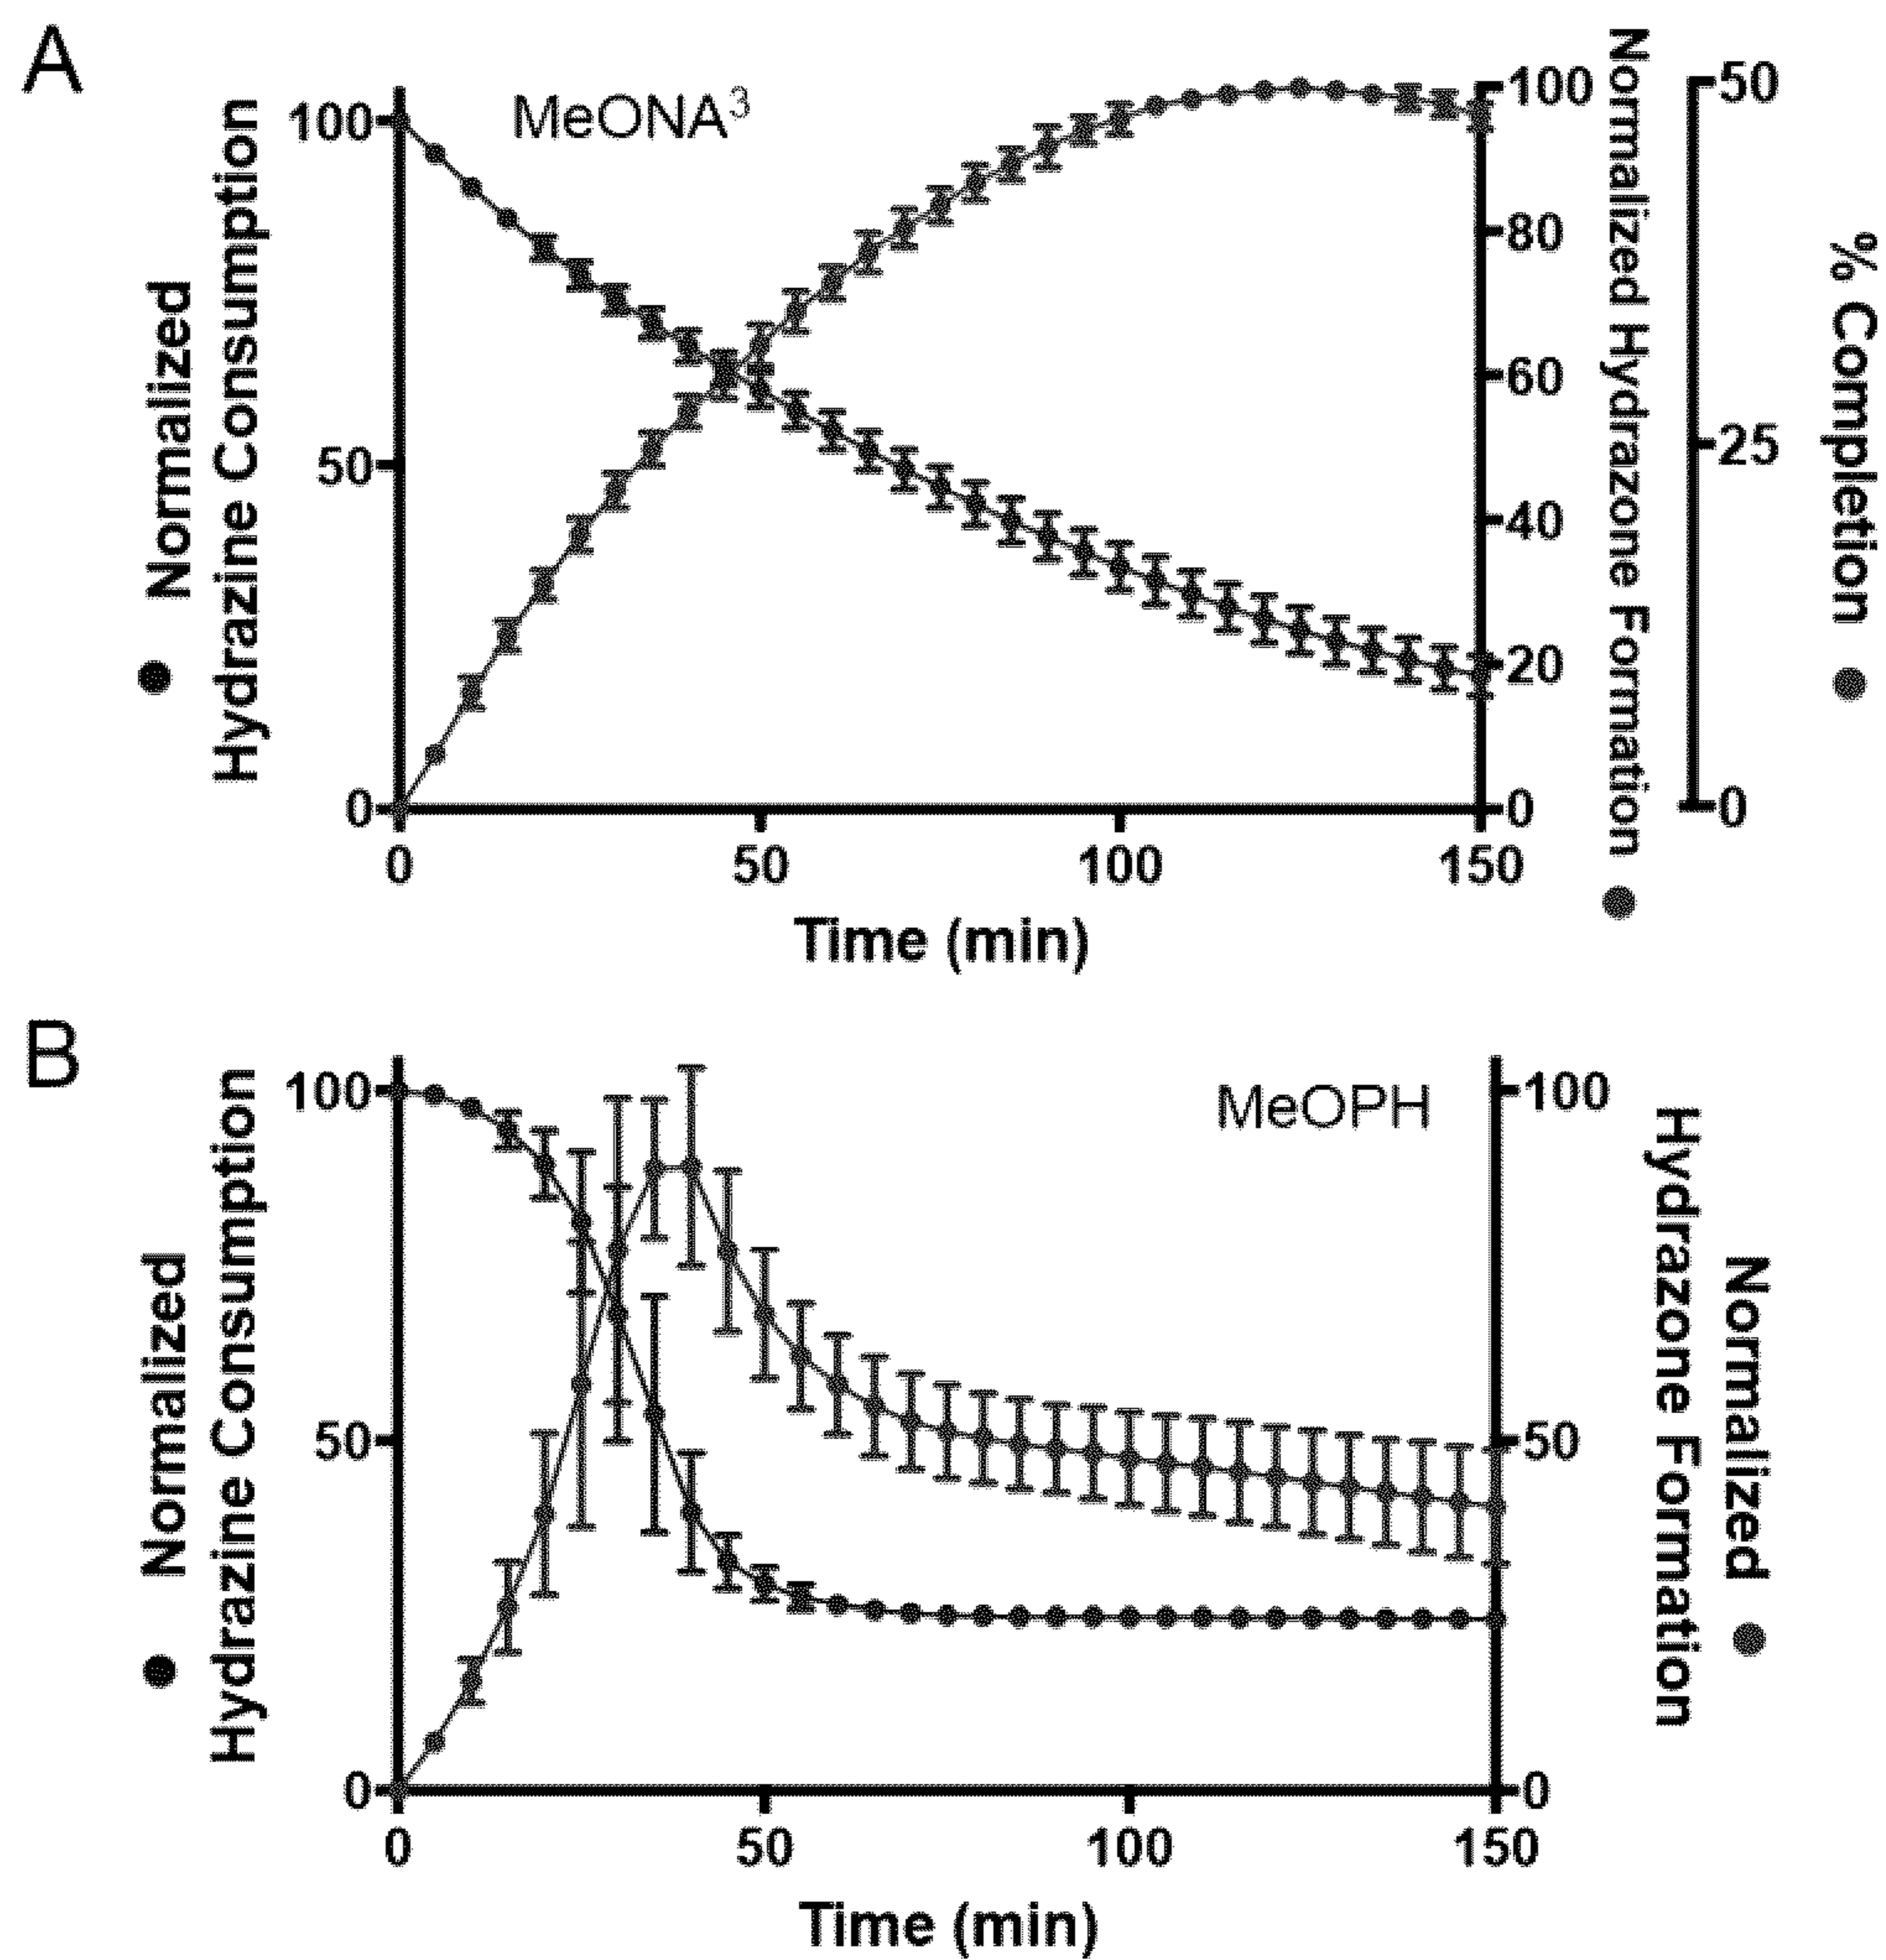 A
MeONA³
Normalized
Hydrazine Consumption
100
50
0
0
50
100
150
Time (min)
100
80
60
40
20
0
Normalized Hydrazone Formation
50
25
0
% Completion
B
MeOPH
Normalized
Hydrazine Consumption
100
50
0
0
50
100
150
Time (min)
100
50
0
Normalized
Hydrazone Formation